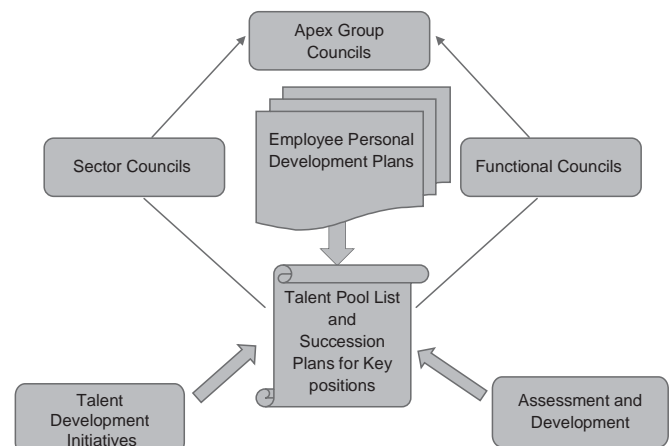 Apex Group
Councils
Employee Personal
Development Plans
Sector Councils
Functional Councils
Talent Pool List
and
Succession
Plans for Key
positions
Talent
Development
Initiatives
Assessment and
Development